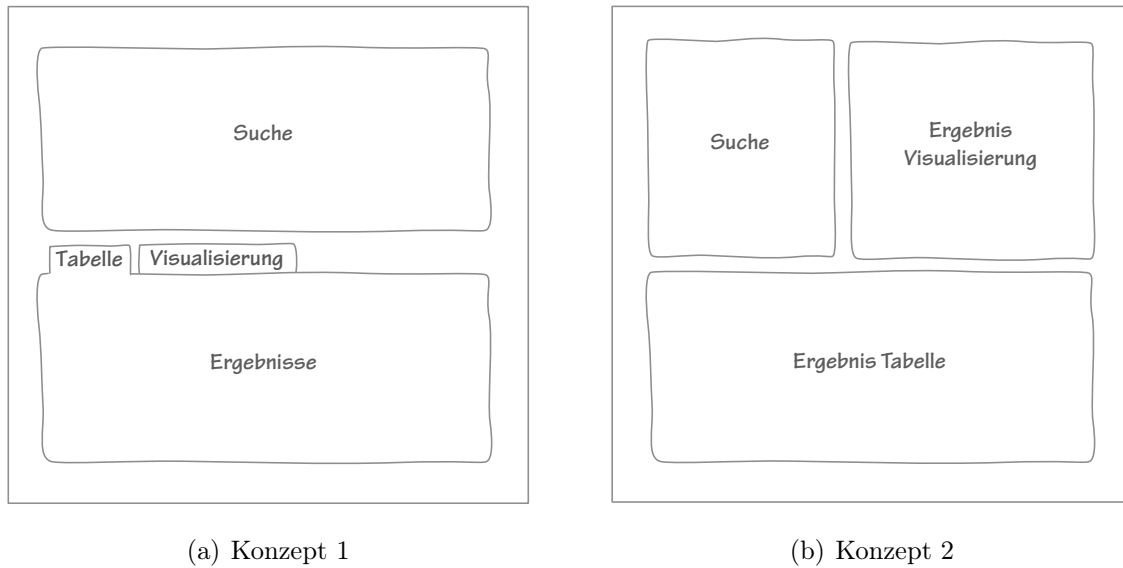 Suche
Tabelle
Visualisierung
Ergebnisse
(a) Konzept 1
Suche
Ergebnis
Visualisierung
Ergebnis Tabelle
(b) Konzept 2